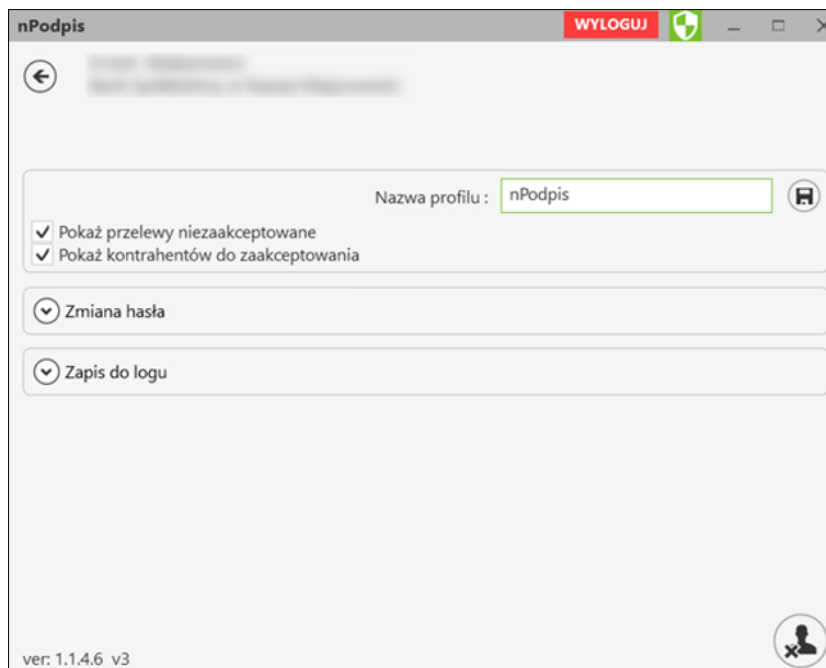 nPodpis WYLOGUJ
Nazwa profilu : nPodpis
Pokaż przelewy niezaakceptowane
Pokaż kontrahentów do zaakceptowania
Zmiana hasła
Zapis do logu
ver: 1.1.4.6 v3